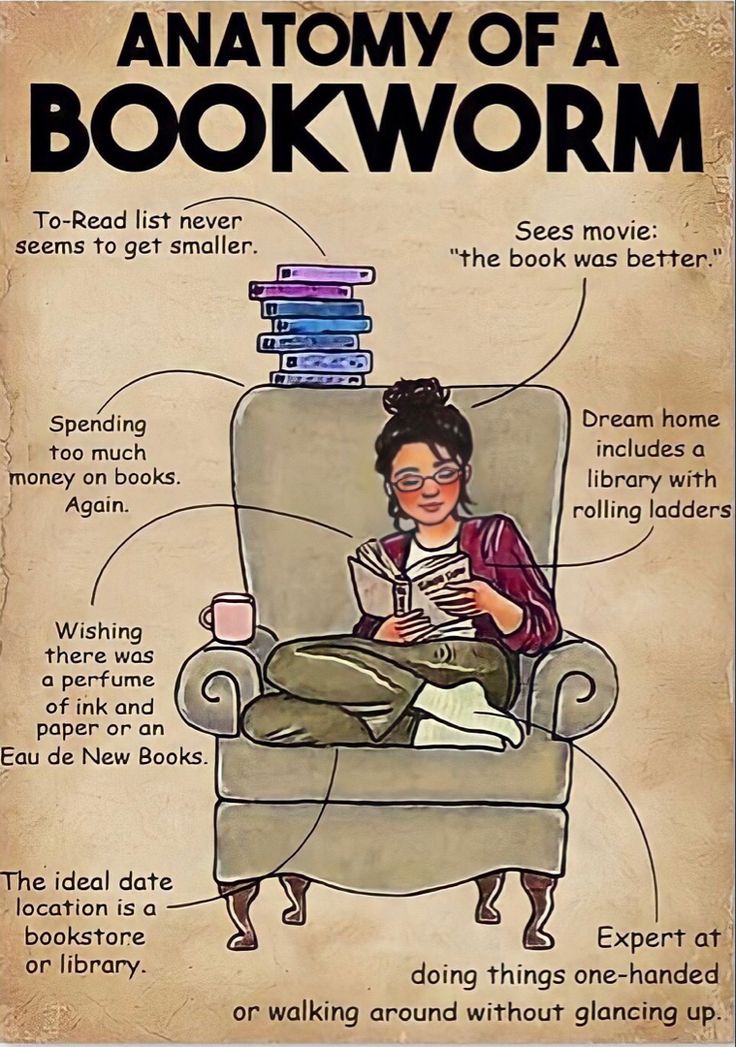 ANATOMY OF A
BOOKWORM
To-Read list never
seems to get smaller.
Sees movie:
"the book was better."
Spending
too much
money on books.
Again.
Dream home
includes a
library with
rolling ladders
Wishing
there was
a perfume
of ink and
paper or an
Eau de New Books.
The ideal date
location is a
bookstore
or library.
Expert at
doing things one-handed
or walking around without glancing up.